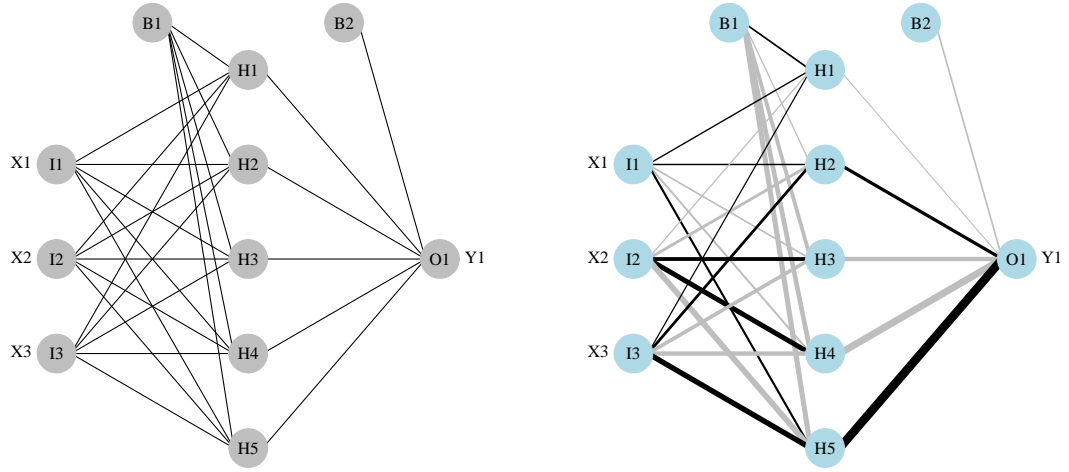 B1 B2
H1
X1 I1 H2
X2 I2 H3 O1 Y1
X3 I3 H4
H5
B1 B2
H1
X1 I1 H2
X2 I2 H3 O1 Y1
X3 I3 H4
H5